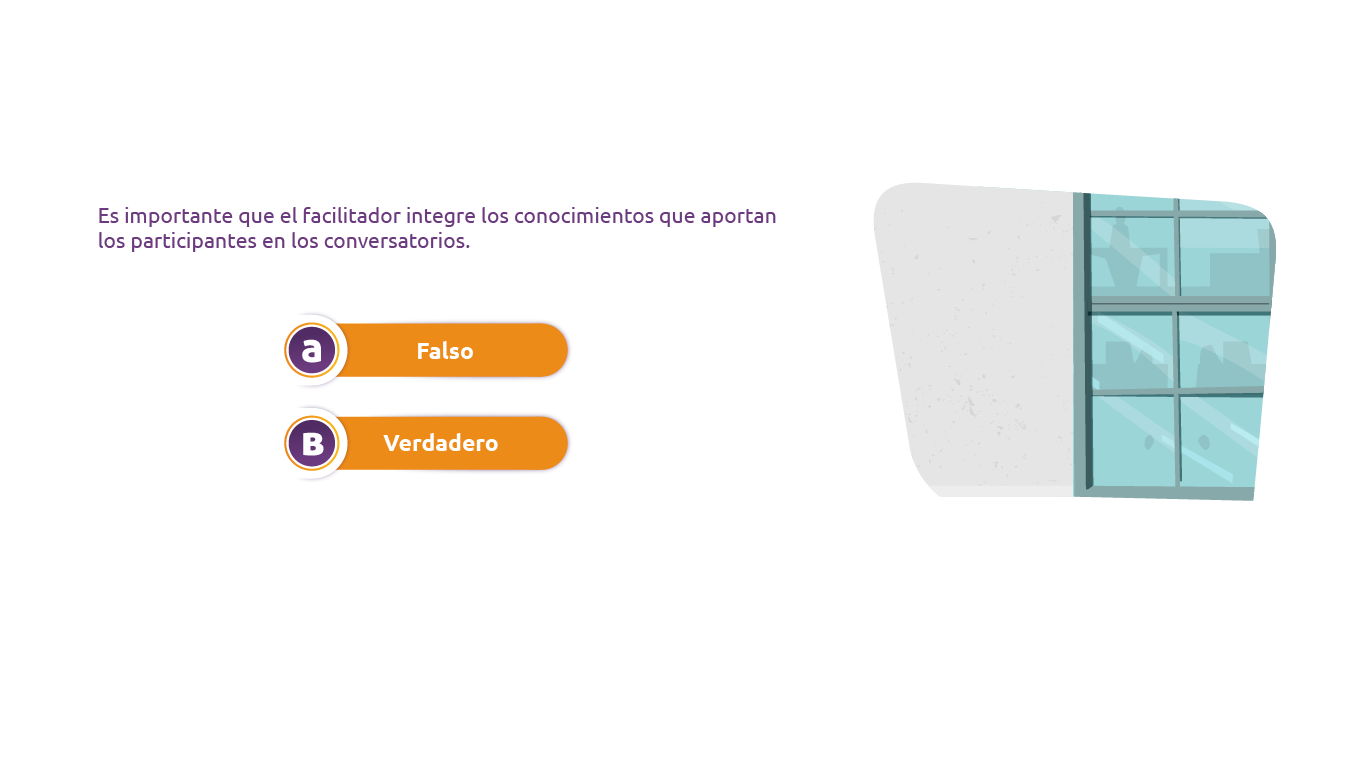 Es importante que el facilitador integre los conocimientos que aportan
los participantes en los conversatorios.
a Falso
B Verdadero